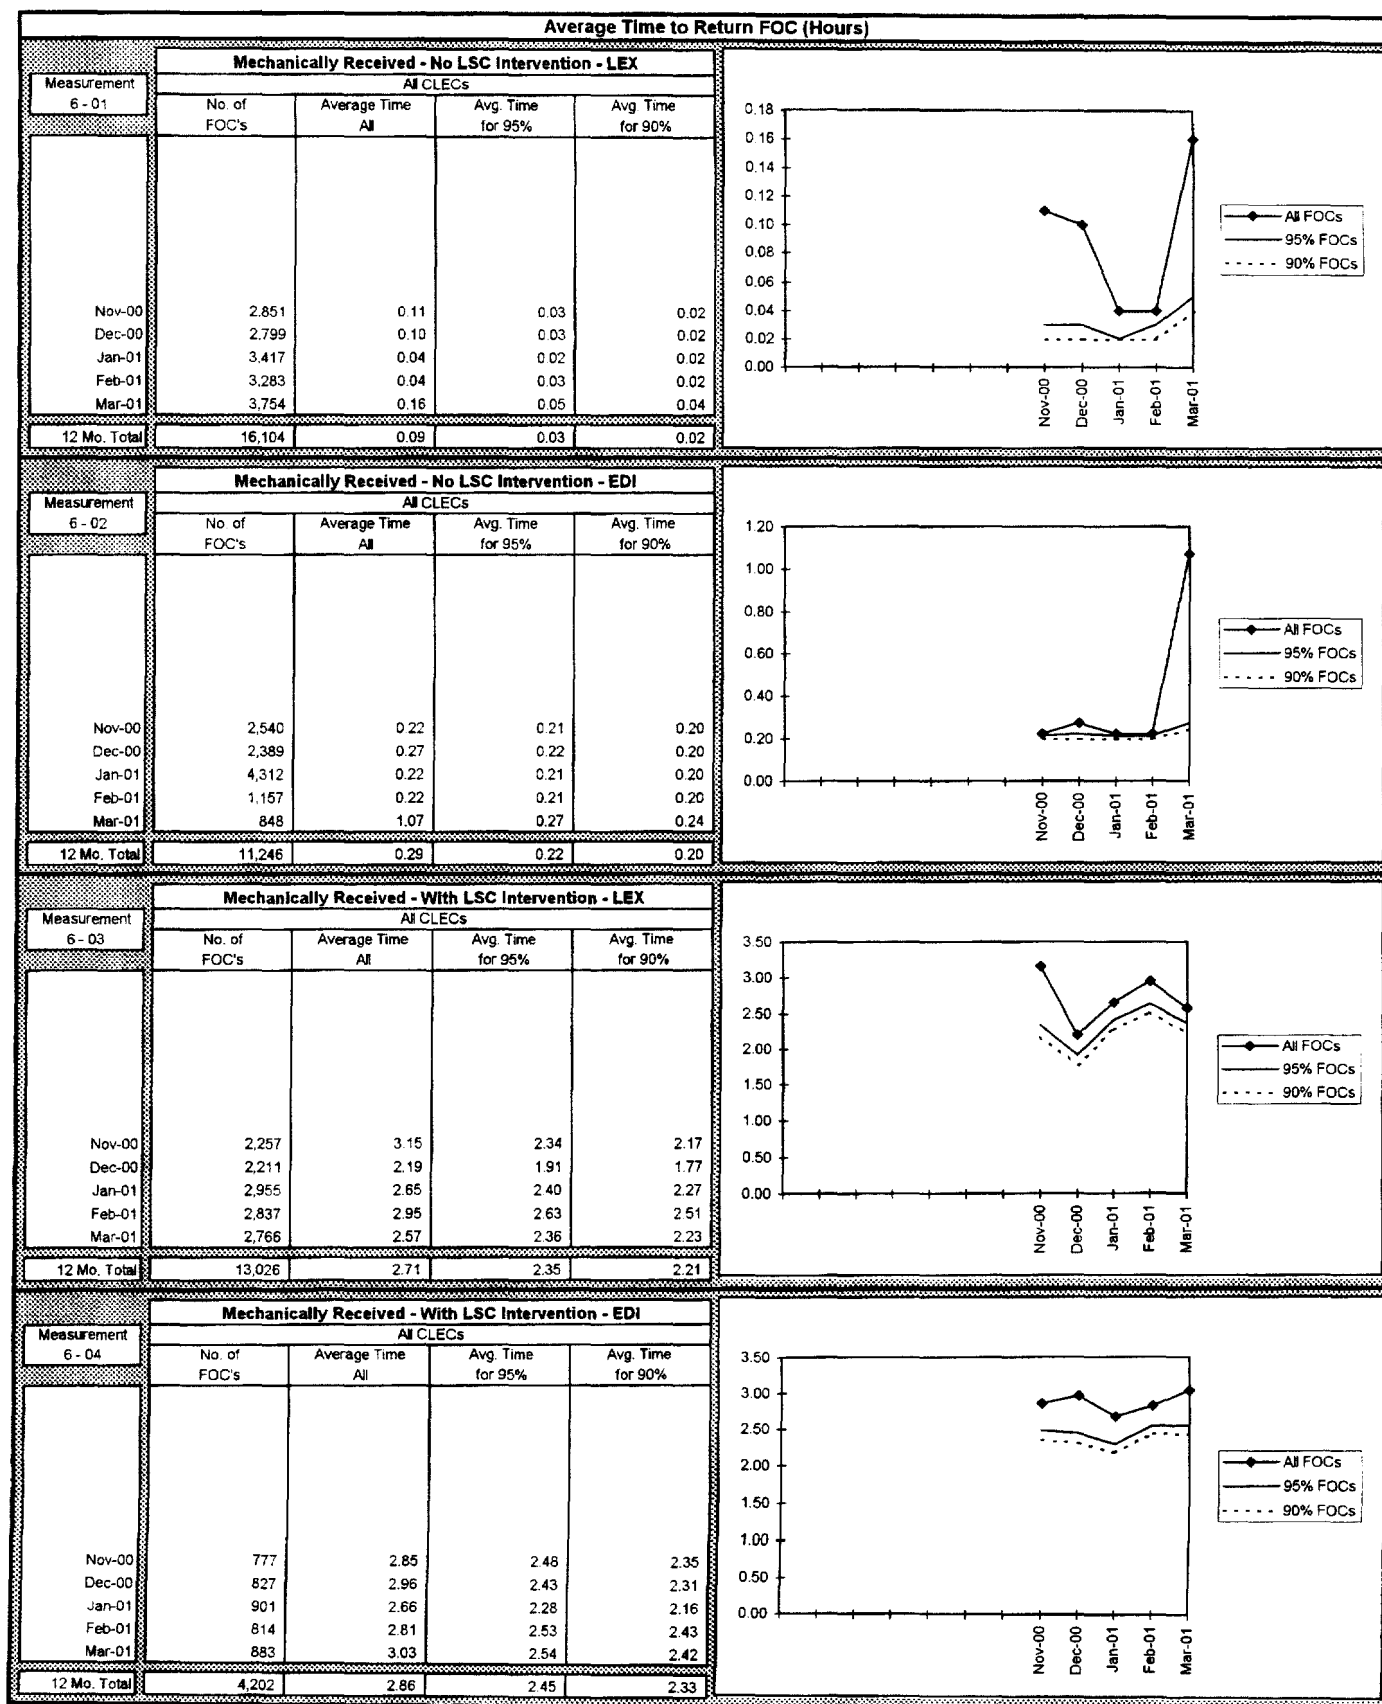 Average Time to Return FOC (Hours)
Mechanically Received - No LSC Intervention - LEX
Measurement
6 - 01
All CLECs
No. of FOC's Average Time All Avg. Time for 95% Avg. Time for 90%
Nov-00 2,851 0.11 0.03 0.02
Dec-00 2,799 0.10 0.03 0.02
Jan-01 3,417 0.04 0.02 0.02
Feb-01 3,283 0.04 0.03 0.02
Mar-01 3,754 0.16 0.05 0.04
12 Mo. Total 16,104 0.09 0.03 0.02
0.18
0.16
0.14
0.12
0.10
0.08
0.06
0.04
0.02
0.00
Nov-00 Dec-00 Jan-01 Feb-01 Mar-01
All FOCs
95% FOCs
90% FOCs
Mechanically Received - No LSC Intervention - EDI
Measurement
6 - 02
All CLECs
No. of FOC's Average Time All Avg. Time for 95% Avg. Time for 90%
Nov-00 2,540 0.22 0.21 0.20
Dec-00 2,389 0.27 0.22 0.20
Jan-01 4,312 0.22 0.21 0.20
Feb-01 1,157 0.22 0.21 0.20
Mar-01 848 1.07 0.27 0.24
12 Mo. Total 11,246 0.29 0.22 0.20
1.20
1.00
0.80
0.60
0.40
0.20
0.00
Nov-00 Dec-00 Jan-01 Feb-01 Mar-01
All FOCs
95% FOCs
90% FOCs
Mechanically Received - With LSC Intervention - LEX
Measurement
6 - 03
All CLECs
No. of FOC's Average Time All Avg. Time for 95% Avg. Time for 90%
Nov-00 2,257 3.15 2.34 2.17
Dec-00 2,211 2.19 1.91 1.77
Jan-01 2,955 2.65 2.40 2.27
Feb-01 2,837 2.95 2.63 2.51
Mar-01 2,766 2.57 2.36 2.23
12 Mo. Total 13,026 2.71 2.35 2.21
3.50
3.00
2.50
2.00
1.50
1.00
0.50
0.00
Nov-00 Dec-00 Jan-01 Feb-01 Mar-01
All FOCs
95% FOCs
90% FOCs
Mechanically Received - With LSC Intervention - EDI
Measurement
6 - 04
All CLECs
No. of FOC's Average Time All Avg. Time for 95% Avg. Time for 90%
Nov-00 777 2.85 2.48 2.35
Dec-00 827 2.96 2.43 2.31
Jan-01 901 2.66 2.28 2.16
Feb-01 814 2.81 2.53 2.43
Mar-01 883 3.03 2.54 2.42
12 Mo. Total 4,202 2.86 2.45 2.33
3.50
3.00
2.50
2.00
1.50
1.00
0.50
0.00
Nov-00 Dec-00 Jan-01 Feb-01 Mar-01
All FOCs
95% FOCs
90% FOCs